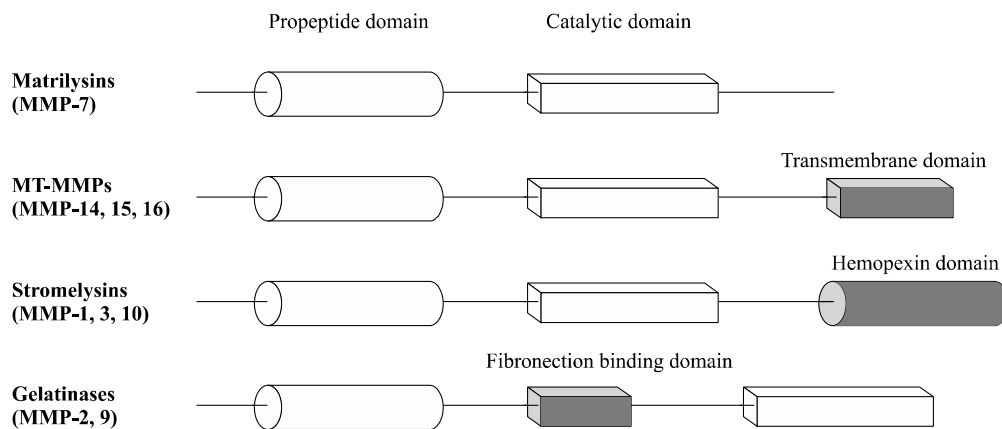 Propeptide domain Catalytic domain
Matrilysins
(MMP-7)
Transmembrane domain
MT-MMPs
(MMP-14, 15, 16)
Hemopexin domain
Stromelysins
(MMP-1, 3, 10)
Fibronection binding domain
Gelatinases
(MMP-2, 9)